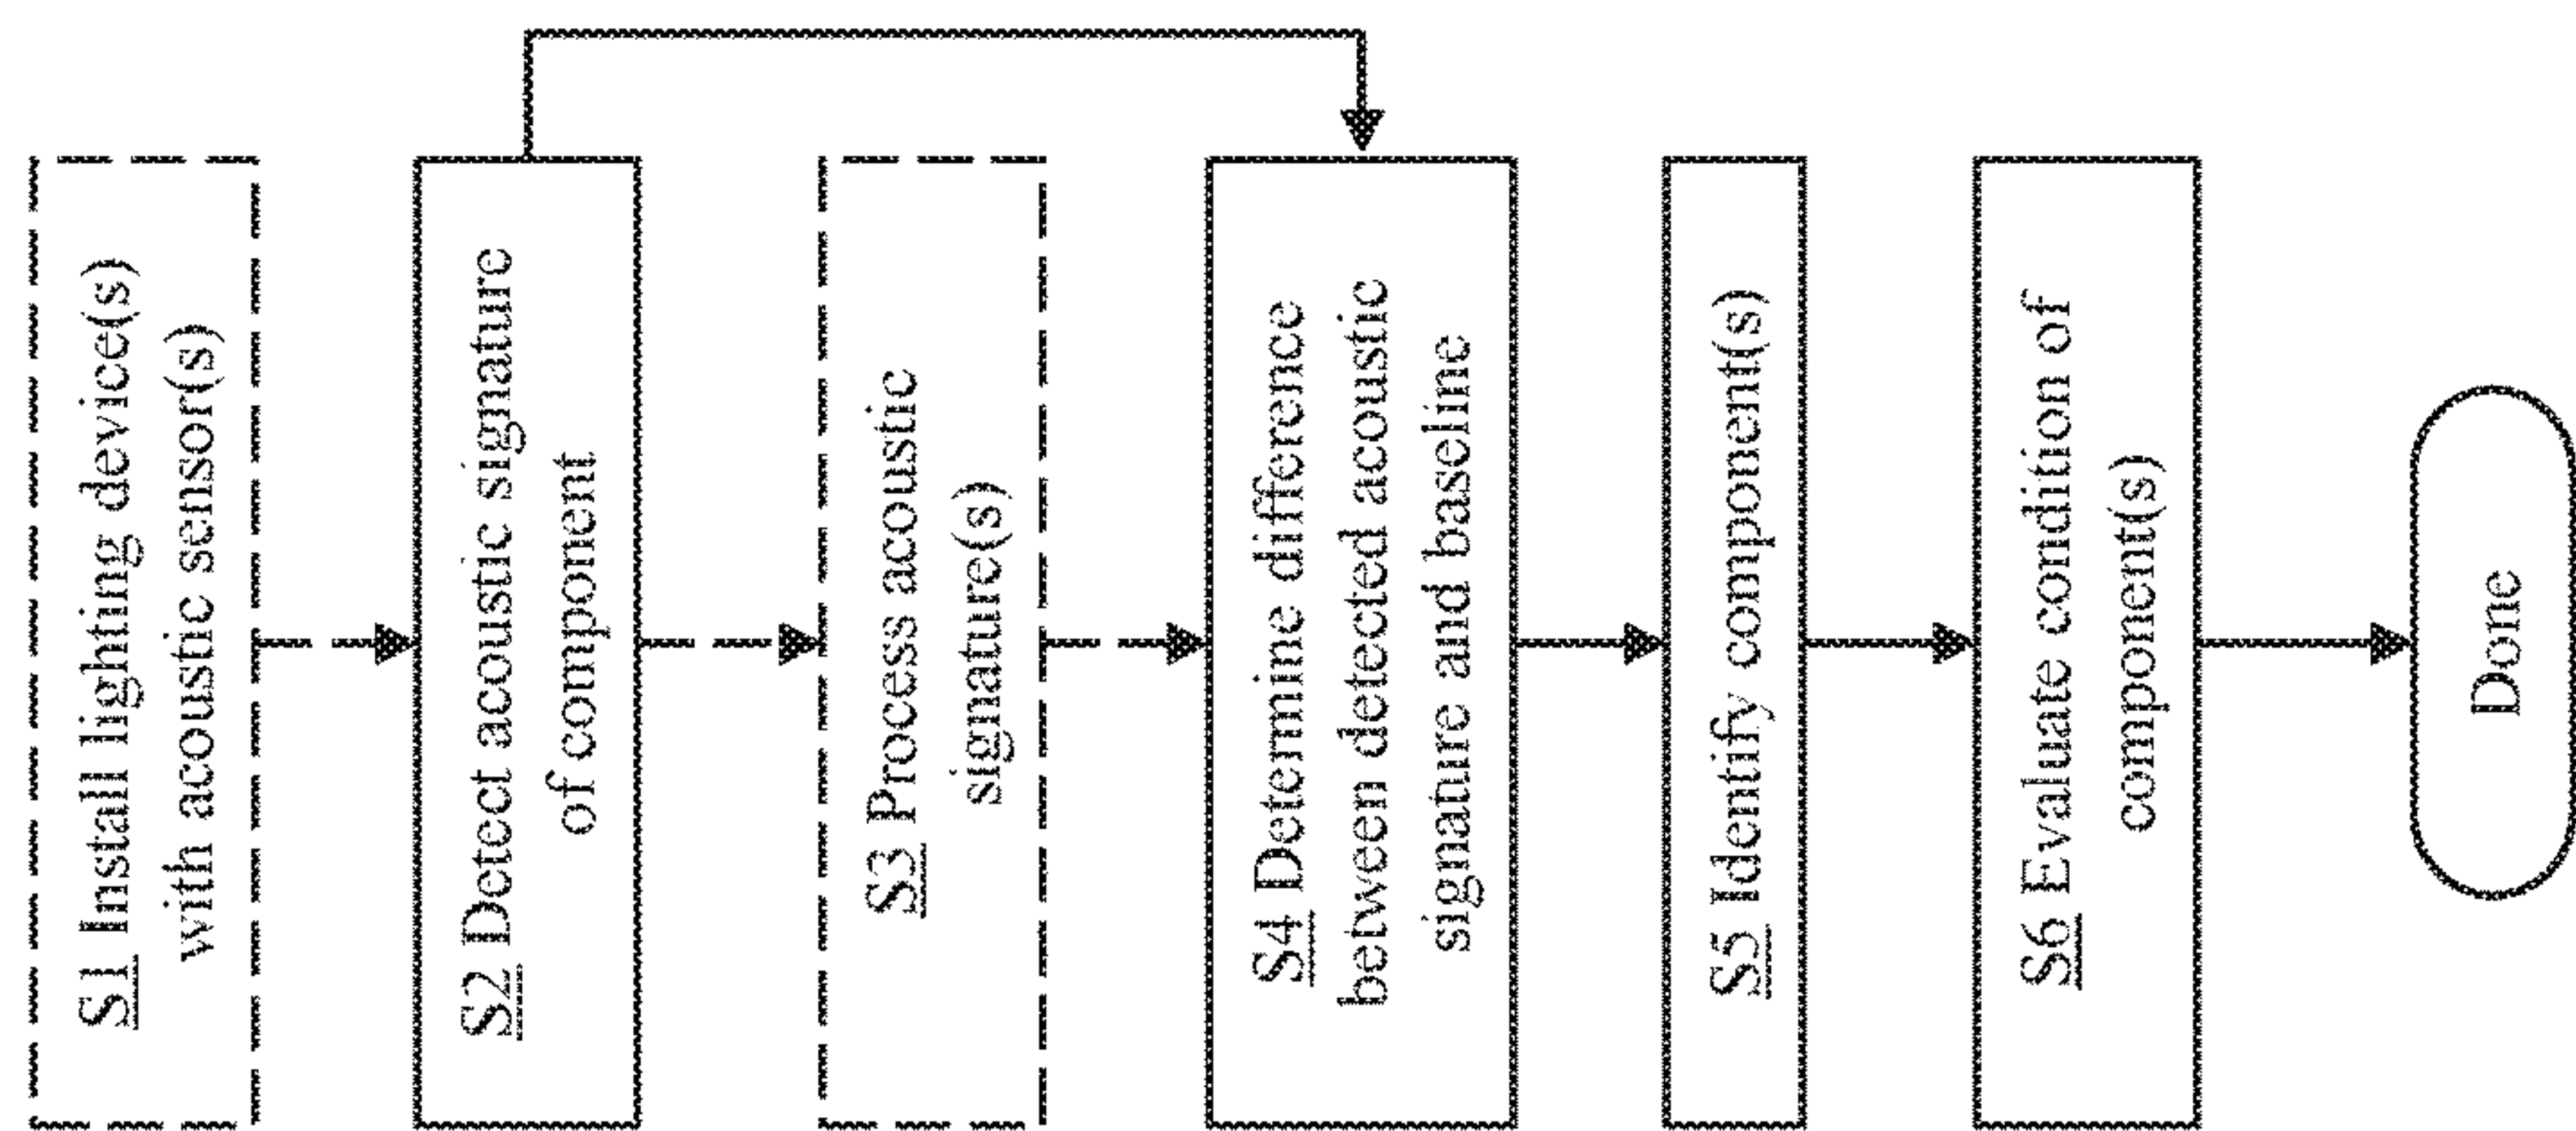 S1 Install lighting device(s)
with acoustic sensor(s)
S2 Detect acoustic signature
of component
S3 Process acoustic
signature(s)
S4 Determine difference
between detected acoustic
signature and baseline
S5 Identify component(s)
S6 Evaluate condition of
component(s)
Done